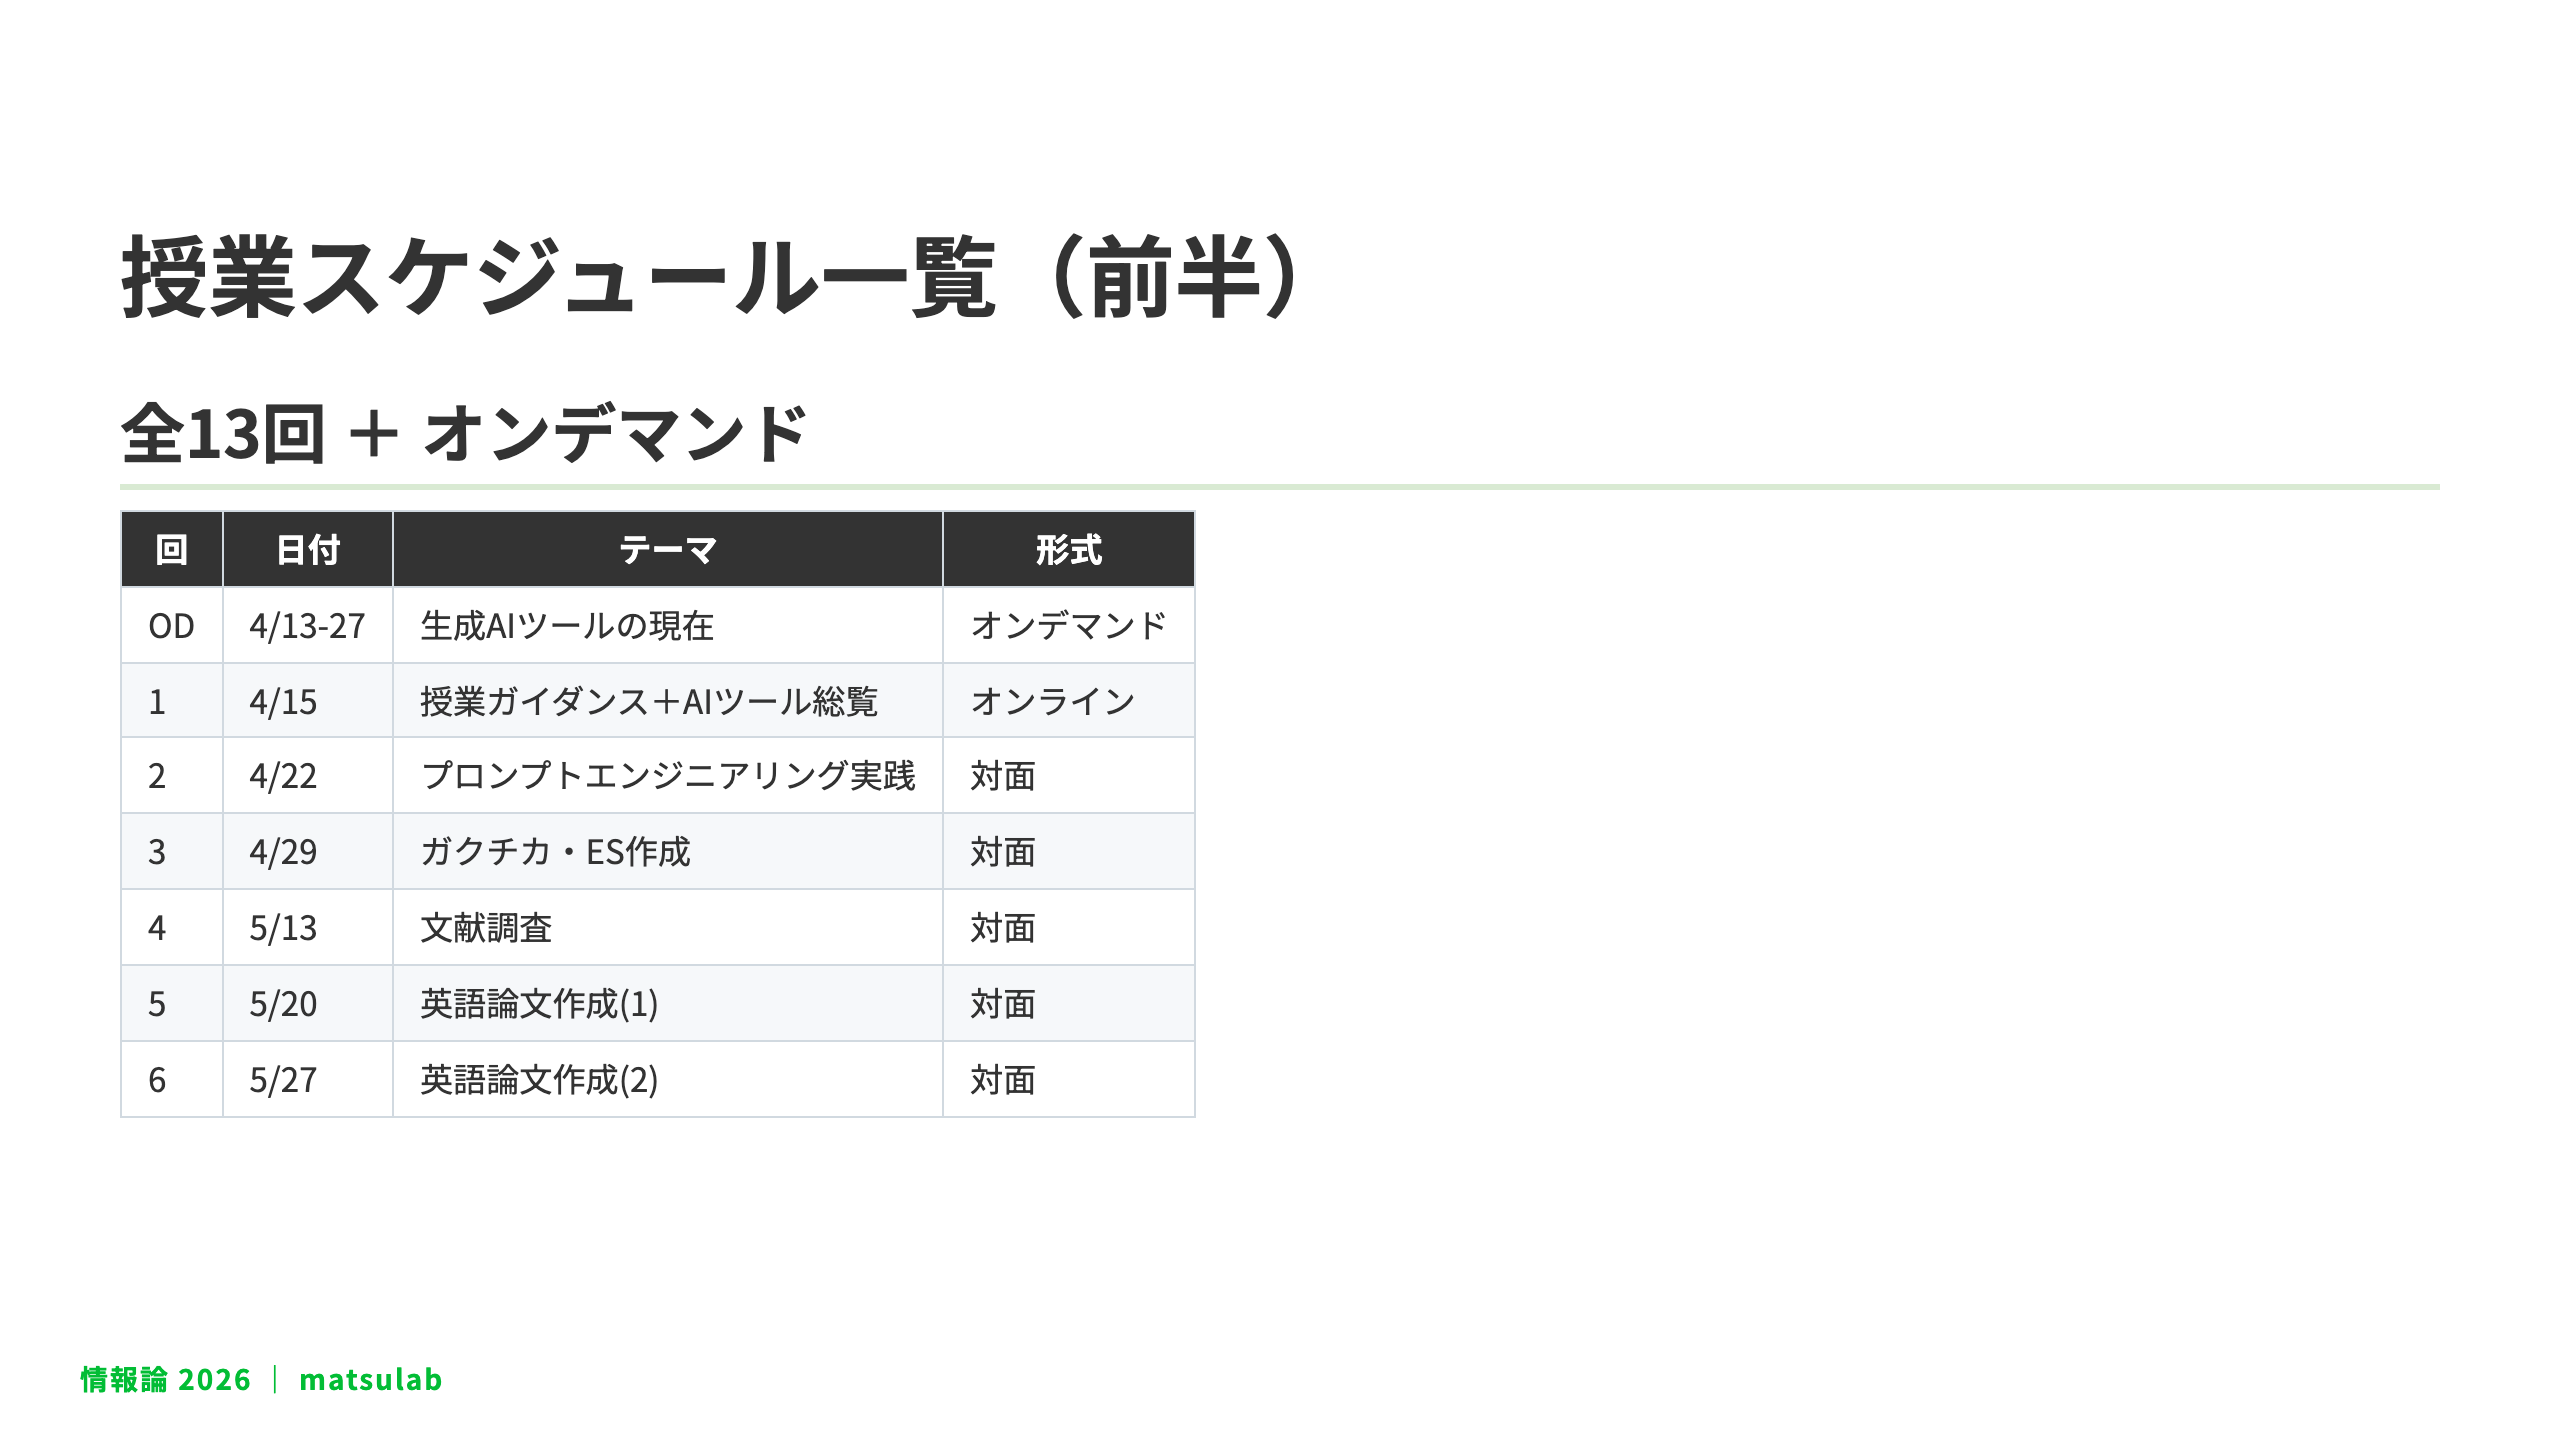 授業スケジュール一覧（前半）
全13回 ＋ オンデマンド
回 日付 テーマ 形式
OD 4/13-27 生成AIツールの現在 オンデマンド
1 4/15 授業ガイダンス＋AIツール総覧 オンライン
2 4/22 プロンプトエンジニアリング実践 対面
3 4/29 ガクチカ・ES作成 対面
4 5/13 文献調査 対面
5 5/20 英語論文作成(1) 対面
6 5/27 英語論文作成(2) 対面
情報論 2026 ｜ matsulab